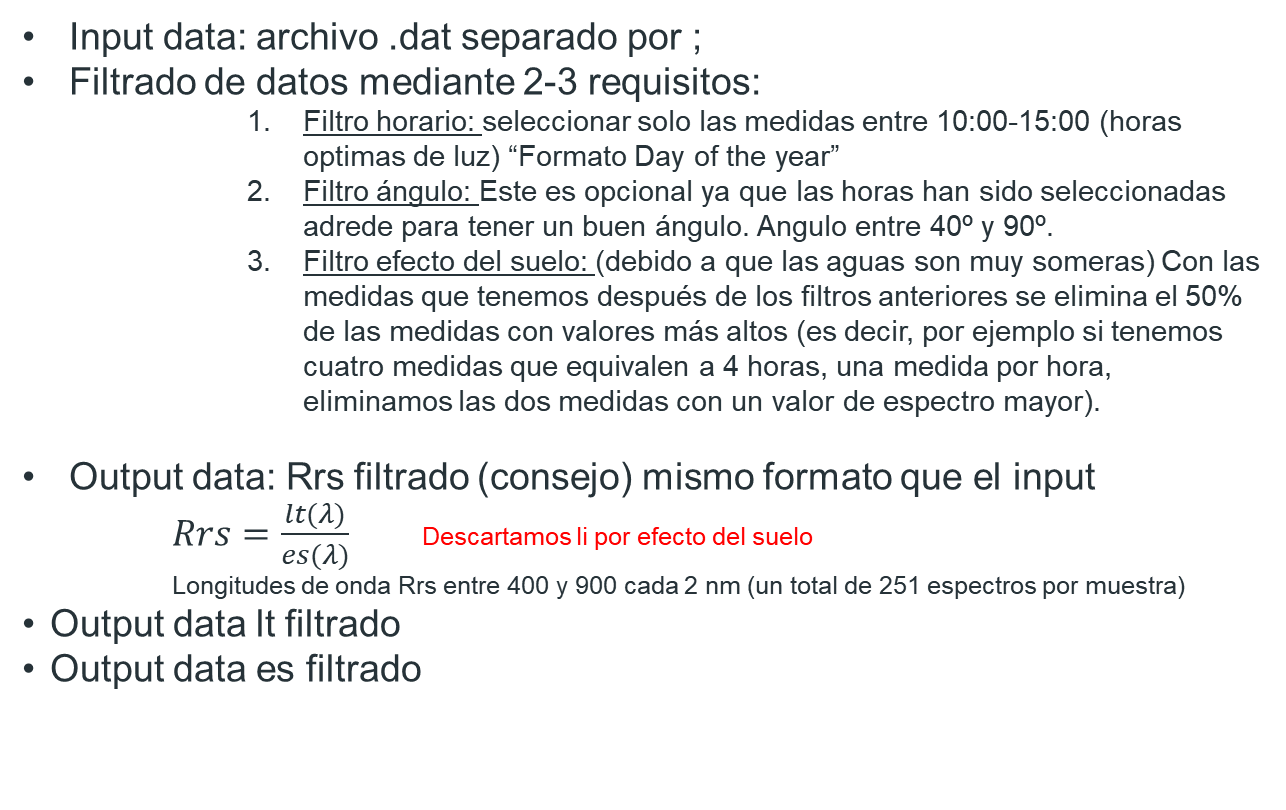 • Input data: archivo .dat separado por ;
• Filtrado de datos mediante 2-3 requisitos:
1. Filtro horario: seleccionar solo las medidas entre 10:00-15:00 (horas
optimas de luz) “Formato Day of the year”
2. Filtro ángulo: Este es opcional ya que las horas han sido seleccionadas
adrede para tener un buen ángulo. Angulo entre 40º y 90º.
3. Filtro efecto del suelo: (debido a que las aguas son muy someras) Con las
medidas que tenemos después de los filtros anteriores se elimina el 50%
de las medidas con valores más altos (es decir, por ejemplo si tenemos
cuatro medidas que equivalen a 4 horas, una medida por hora,
eliminamos las dos medidas con un valor de espectro mayor).
• Output data: Rrs filtrado (consejo) mismo formato que el input
Rrs = lt(λ) / es(λ) Descartamos li por efecto del suelo
Longitudes de onda Rrs entre 400 y 900 cada 2 nm (un total de 251 espectros por muestra)
• Output data lt filtrado
• Output data es filtrado